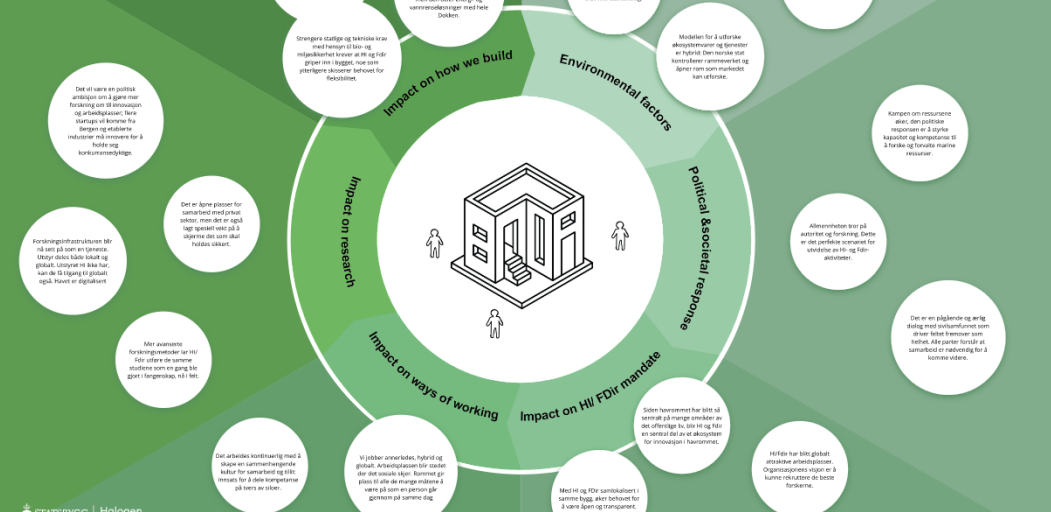 vannrenseløsninger med hele
Dokken.
Strengere statlige og tekniske krav
med hensyn til bio- og
miljøsikkerhet krever at HI og Fdir
griper inn i bygget, noe som
ytterligere skisserer behovet for
fleksibilitet.
Modellen for å utforske
økosystemvarer og tjenester
er hybrid: Den norske stat
kontrollerer rammeverket og
åpner rom som markedet
kan utforske.
Impact on how we build
Environmental factors
Political &societal response
Impact on HI/ FDir mandate
Impact on ways of working
Impact on research
Det vil være en politisk
ambisjon om å gjøre mer
forskning om til innovasjon
og arbeidsplasser; flere
startups vil komme fra
Bergen og etablerte
industrier må innovere for å
holde seg
konkurransedyktige.
Kampen om ressursene
øker, den politiske
responsen er å styrke
kapasitet og kompetanse til
å forske og forvalte marine
ressurser.
Det er åpne plasser for
samarbeid med privat
sektor, men det er også
lagt spesiell vekt på å
skjerme det som skal
holdes sikkert.
Forskningsinfrastrukturen blir
nå sett på som en tjeneste.
Utstyr deles både lokalt og
globalt. Utstyret HI ikke har,
kan de få tilgang til globalt
også. Havet er digitalisert
Allmennheten tror på
autoritet og forskning. Dette
er det perfekte scenariet for
utvidelse av HI- og Fdir-
aktiviteter.
Det er en pågående og ærlig
dialog med sivilsamfunnet som
driver feltet fremover som
helhet. Alle parter forstår at
samarbeid er nødvendig for å
komme videre.
Mer avanserte
forskningsmetoder lar HI/
Fdir utføre de samme
studiene som en gang ble
gjort i fangenskap, nå i felt.
Siden havrommet har blitt så
sentralt på mange områder av
det offentlige liv, blir HI og Fdir
en sentral del av et økosystem
for innovasjon i havrommet.
Det arbeides kontinuerlig med å
skape en sammenhengende
kultur for samarbeid og tillit
innsats for å dele kompetanse
på tvers av siloer.
Vi jobber annerledes, hybrid og
globalt. Arbeidsplassen blir stedet
der det sosiale skjer. Rommet gir
plass til alle de mange måtene å
være på som en person går
gjennom på samme dag
HI/Fdir har blitt globalt
attraktive arbeidsplasser.
Organisasjonens visjon er å
kunne rekruttere de beste
forskerne.
Med HI og FDir samlokalisert i
samme bygg, øker behovet for
å være åpen og transparent.
STATSBYGG | Halogen